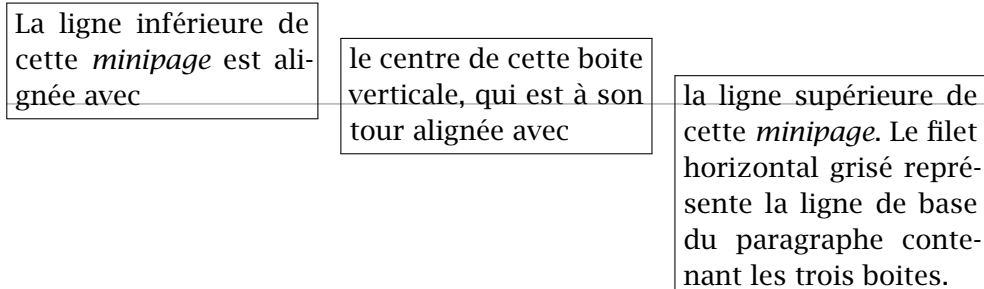 La ligne inférieure de
cette minipage est ali-
gnée avec
le centre de cette boite
verticale, qui est à son
tour alignée avec
la ligne supérieure de
cette minipage. Le filet
horizontal grisé repré-
sente la ligne de base
du paragraphe conte-
nant les trois boites.